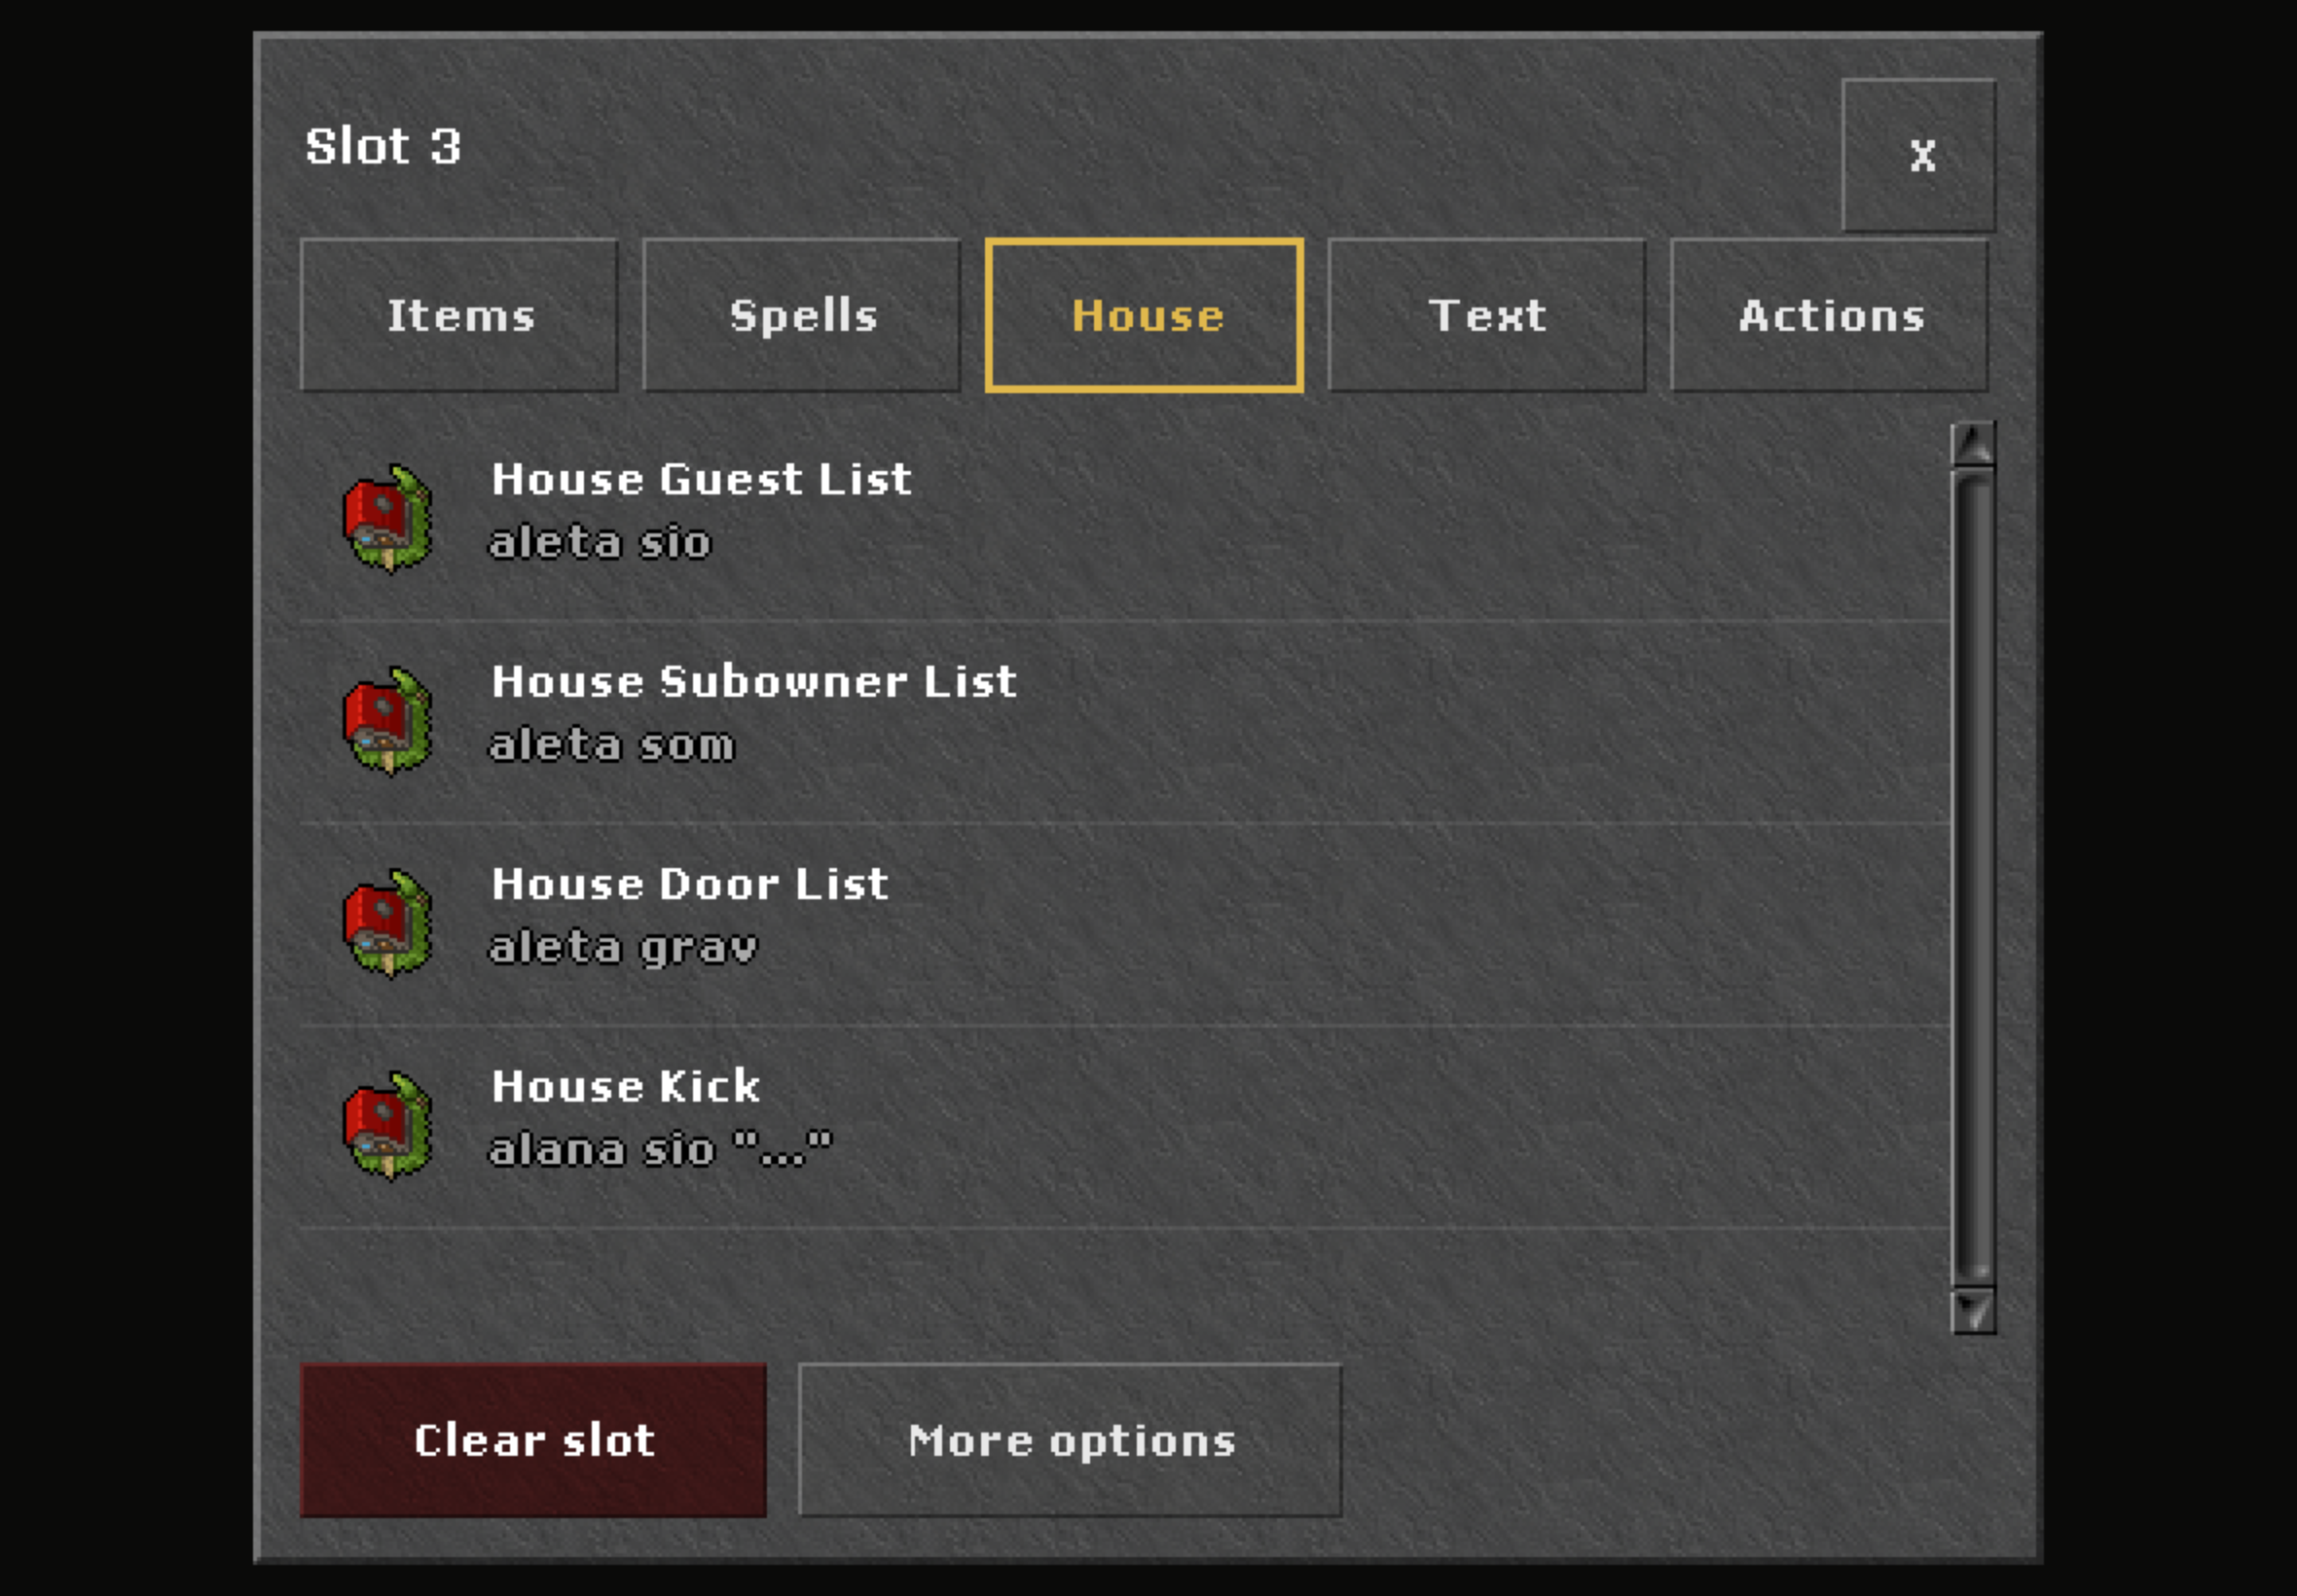 Slot 3
X
Items
Spells
House
Text
Actions
House Guest List
aleta sio
House Subowner List
aleta som
House Door List
aleta grav
House Kick
alana sio "..."
Clear slot
More options